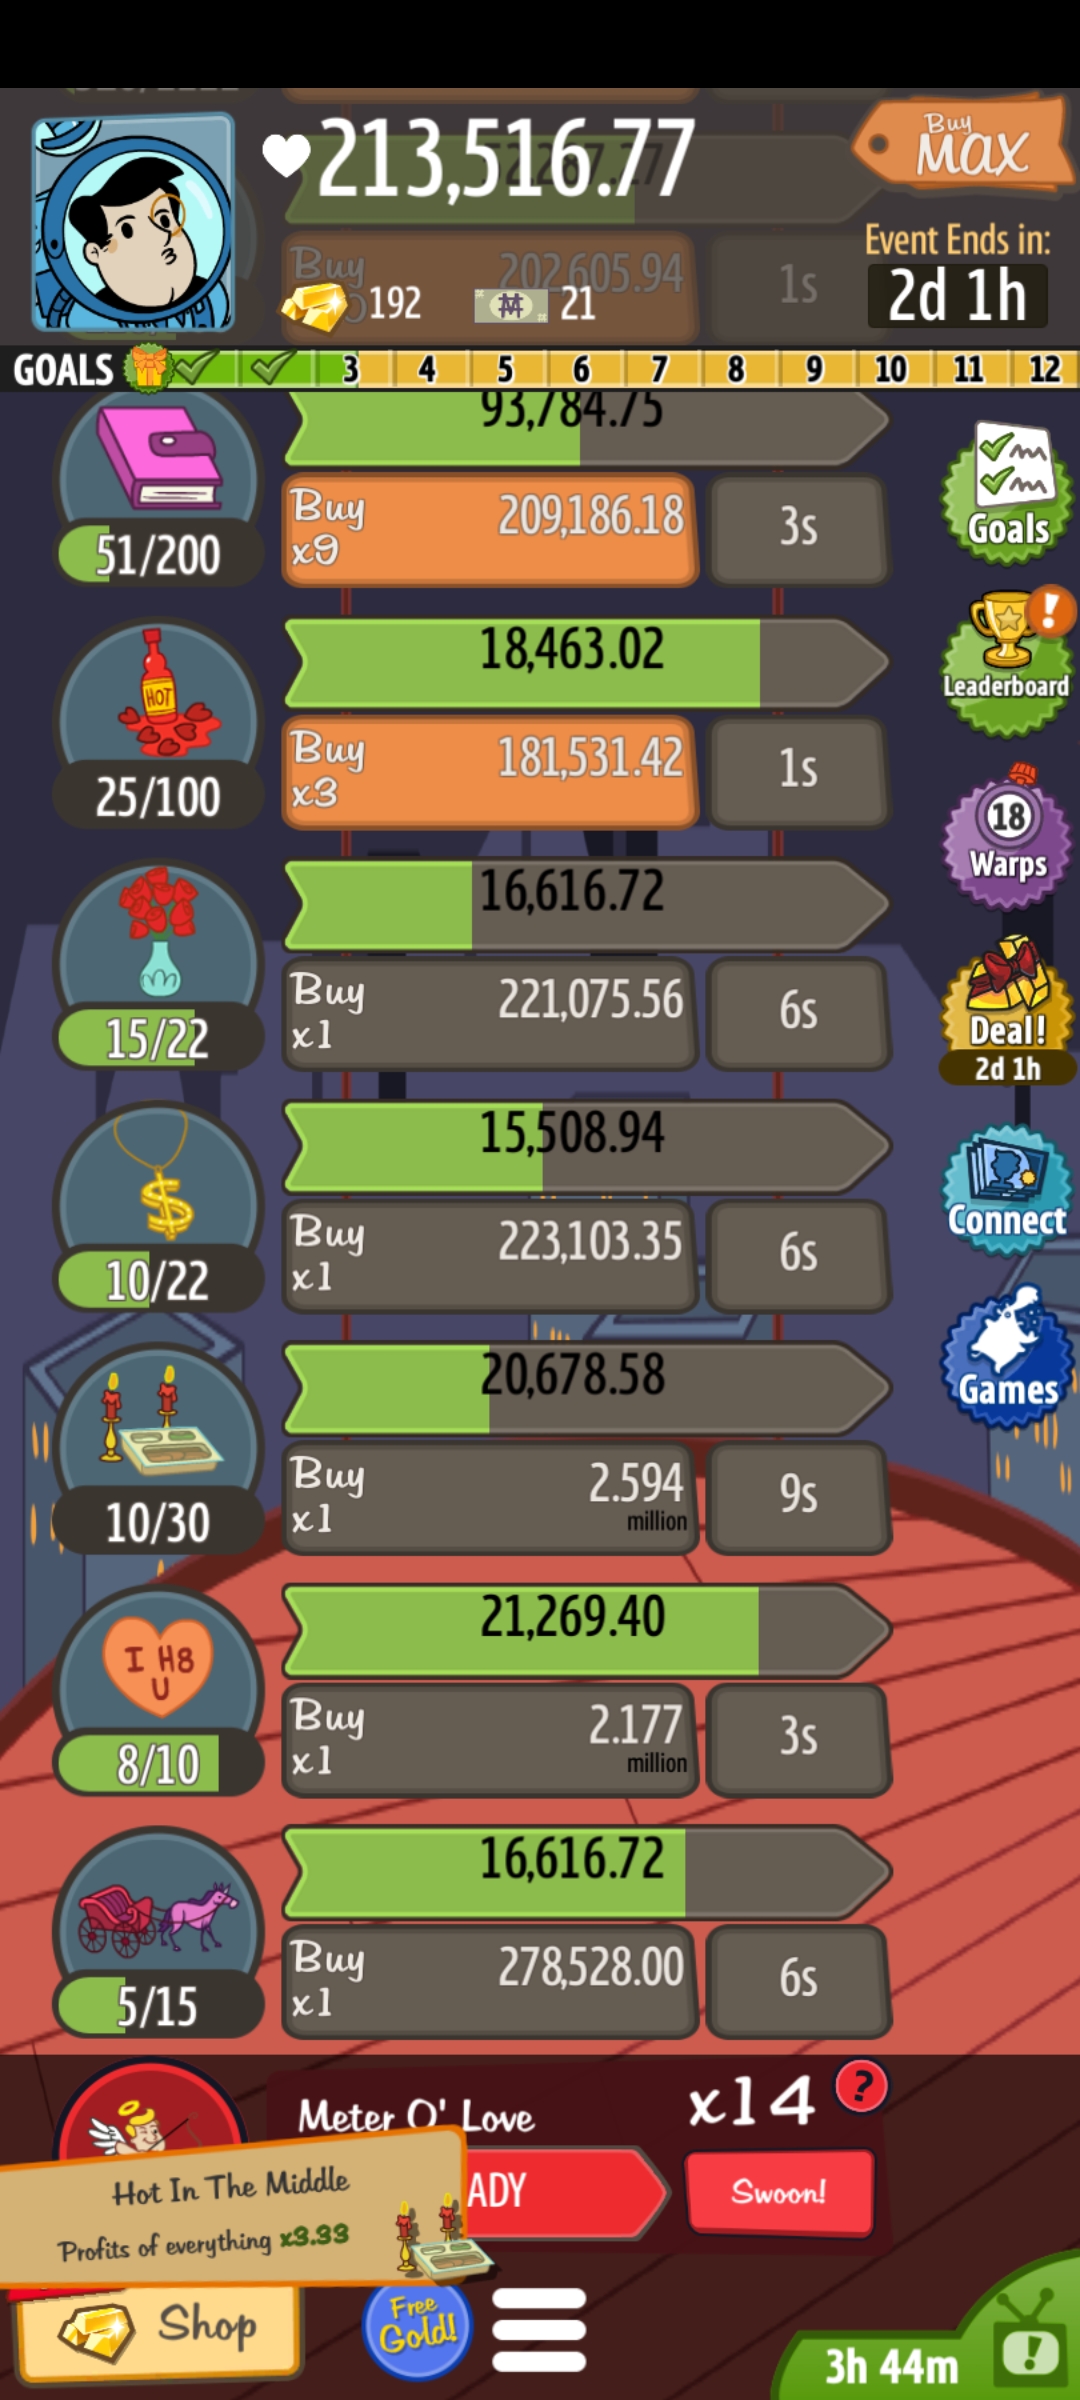 213,516.77
Buy
MAX
Event Ends in:
2d 1h
Buy
202,605.94
1s
192
21
GOALS 3 4 5 6 7 8 9 10 11 12
93,784.75
51/200
Buy
x9
209,186.18
3s
Goals
HOT
18,463.02
25/100
Buy
x3
181,531.42
1s
!
Leaderboard
18
Warps
16,616.72
15/22
Buy
x1
221,075.56
6s
Deal!
2d 1h
15,508.94
10/22
Buy
x1
223,103.35
6s
Connect
20,678.58
10/30
Buy
x1
2.594
million
9s
Games
I H8
U
21,269.40
8/10
Buy
x1
2.177
million
3s
16,616.72
5/15
Buy
x1
278,528.00
6s
Meter O' Love
x14
?
ADY
Swoon!
Hot In The Middle
Profits of everything x3.33
Shop
Free
Gold!
3h 44m
!